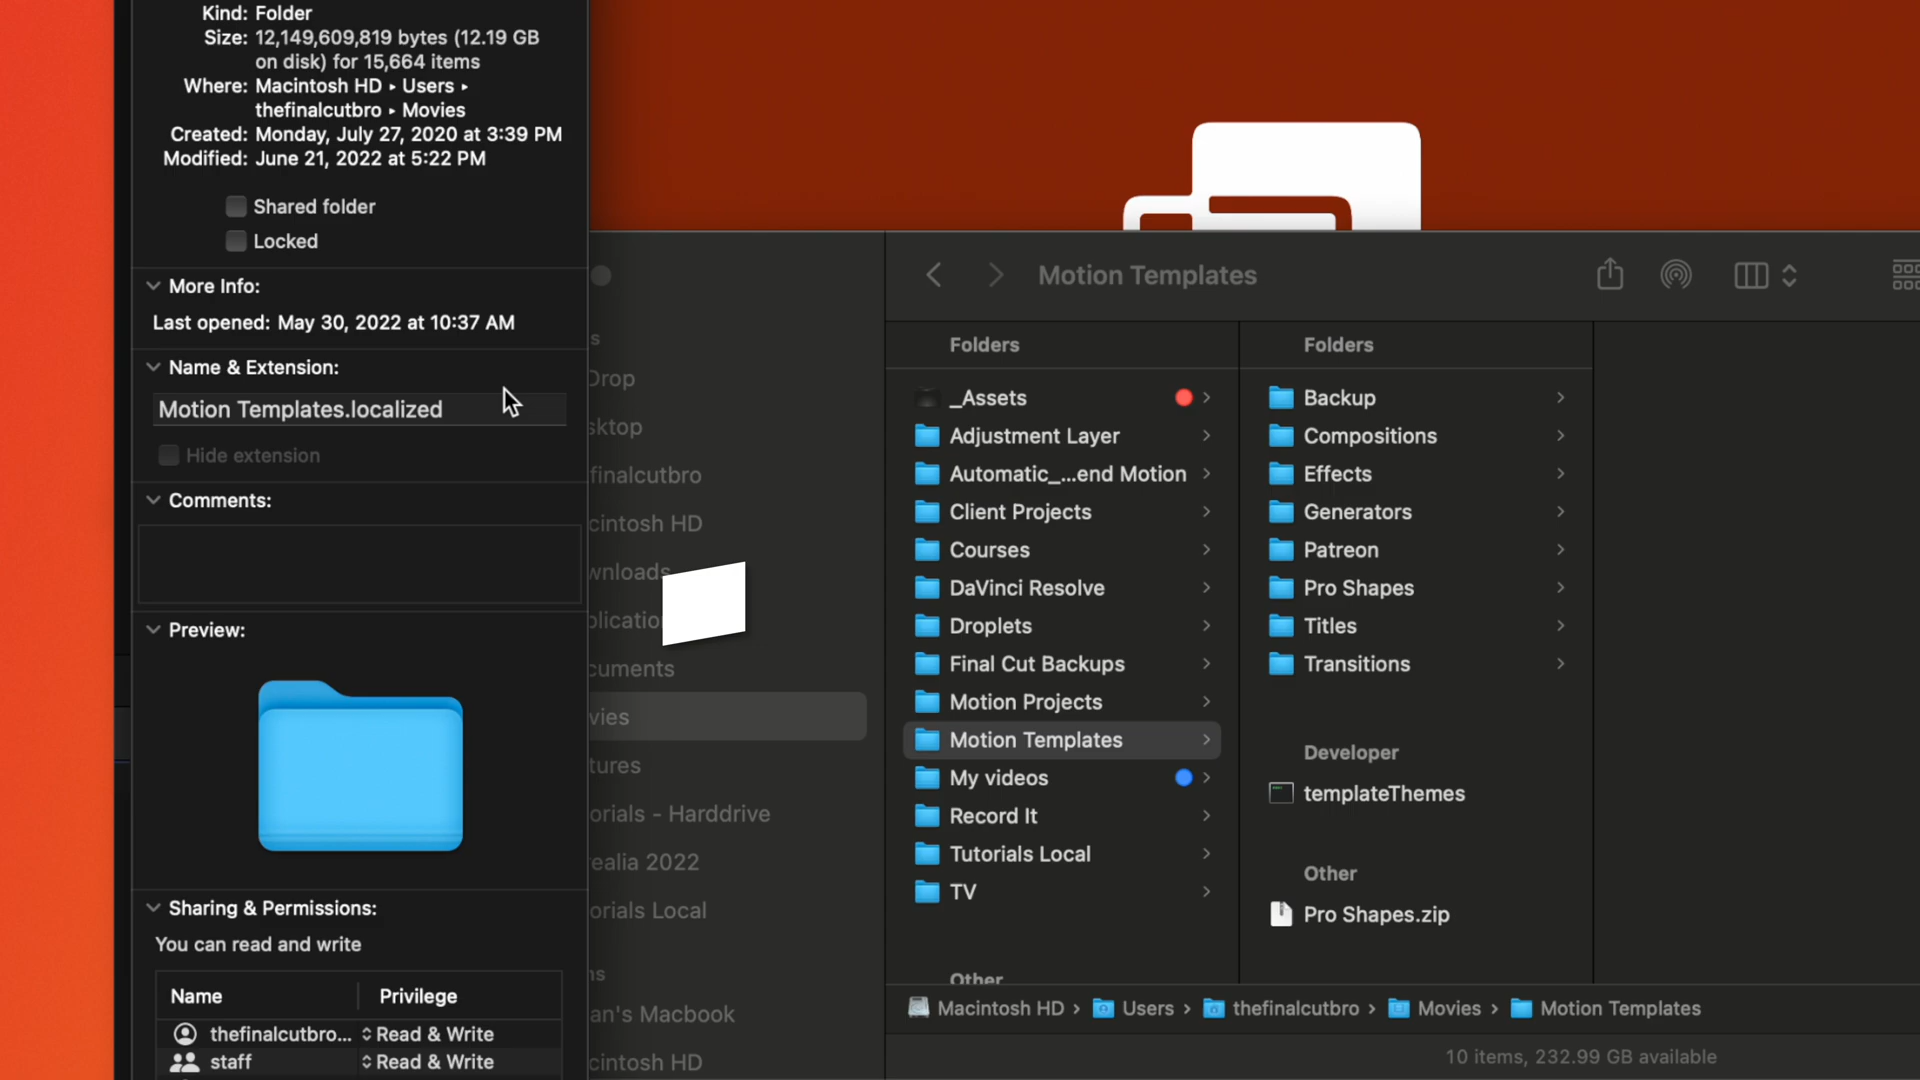 Kind: Folder
Size: 12,149,609,819 bytes (12.19 GB
on disk) for 15,664 items
Where: Macintosh HD ▸ Users ▸
thefinalcutbro ▸ Movies
Created: Monday, July 27, 2020 at 3:39 PM
Modified: June 21, 2022 at 5:22 PM
Shared folder
Locked
More Info:
Last opened: May 30, 2022 at 10:37 AM
Name & Extension:
Motion Templates.localized
Hide extension
Comments:
Preview:
Sharing & Permissions:
You can read and write
Name Privilege
thefinalcutbro... Read & Write
staff Read & Write
s
Drop
sktop
finalcutbro
cintosh HD
wnloads
plicatio
cuments
vies
tures
orials - Harddrive
ealia 2022
orials Local
ns
an's Macbook
cintosh HD
Motion Templates
Folders
_Assets
Adjustment Layer
Automatic_...end Motion
Client Projects
Courses
DaVinci Resolve
Droplets
Final Cut Backups
Motion Projects
Motion Templates
My videos
Record It
Tutorials Local
TV
Other
Folders
Backup
Compositions
Effects
Generators
Patreon
Pro Shapes
Titles
Transitions
Developer
templateThemes
Other
Pro Shapes.zip
Macintosh HD › Users › thefinalcutbro › Movies › Motion Templates
10 items, 232.99 GB available